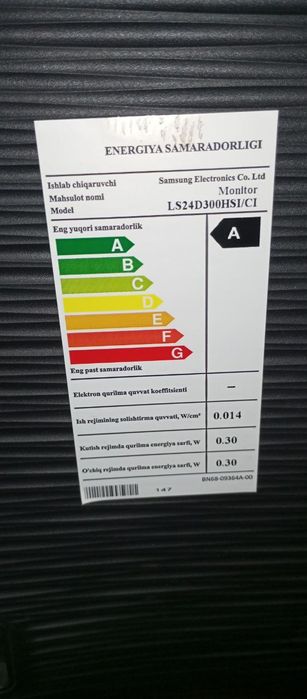 ENERGIYA SAMARADORLIGI
Ishlab chiqaruvchi Samsung Electronics Co. Ltd
Mahsulot nomi Monitor
Model LS24D300HSI/CI
Eng yuqori samaradorlik
A
A
B
C
D
E
F
G
Eng past samaradorlik
Elektron qurilma quvvat koeffitsienti –
Ish rejimining solishtirma quvvati, W/cm² 0.014
Kutish rejimda qurilma energiya sarfi, W 0.30
O'chiq rejimda qurilma energiya sarfi, W 0.30
BN68-09364A-00
147